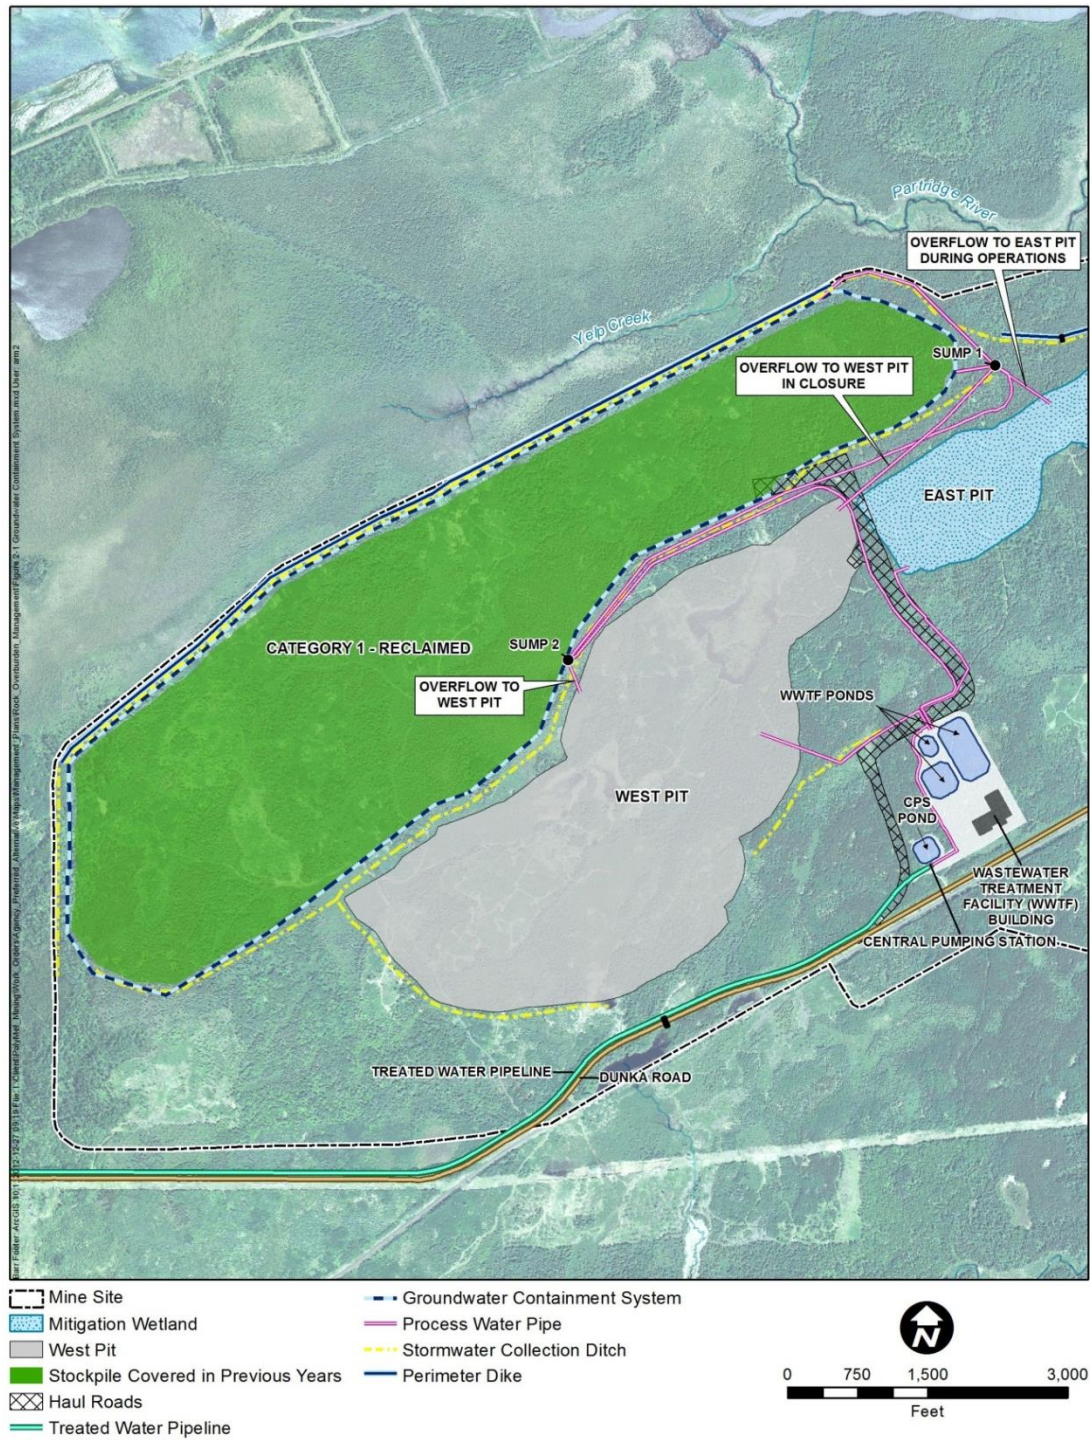 Partridge River
OVERFLOW TO EAST PIT
DURING OPERATIONS
Yelp Creek
SUMP 1
OVERFLOW TO WEST PIT
IN CLOSURE
EAST PIT
CATEGORY 1 - RECLAIMED
SUMP 2
OVERFLOW TO
WEST PIT
WWTF PONDS
WEST PIT
CPS
POND
WASTEWATER
TREATMENT
FACILITY (WWTF)
BUILDING
CENTRAL PUMPING STATION
TREATED WATER PIPELINE
DUNKA ROAD
Mine Site
Mitigation Wetland
West Pit
Stockpile Covered in Previous Years
Haul Roads
Treated Water Pipeline
Groundwater Containment System
Process Water Pipe
Stormwater Collection Ditch
Perimeter Dike
N
0 750 1,500 3,000
Feet